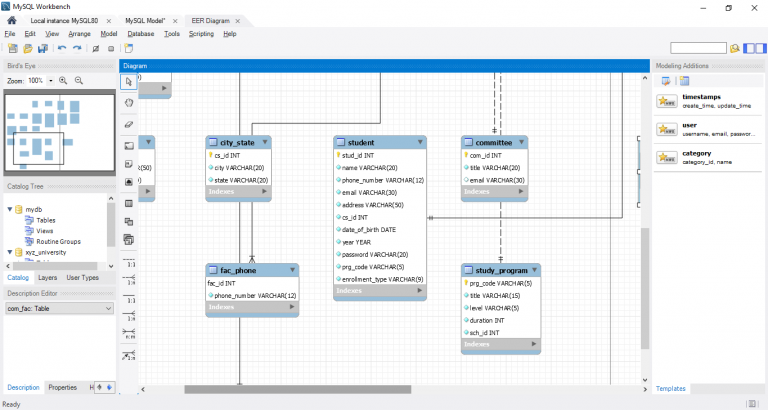 MySQL Workbench
Local instance MySQL80 MySQL Model* EER Diagram
File Edit View Arrange Model Database Tools Scripting Help
Bird's Eye
Zoom: 100%
Catalog Tree
mydb
Tables
Views
Routine Groups
xyz_university
Catalog Layers User Types
Description Editor
com_fac: Table
Description Properties H
Ready
Diagram
1:1
1:n
1:1
1:n
n:m
1:n
(50)
city_state
cs_id INT
city VARCHAR(20)
state VARCHAR(20)
Indexes
fac_phone
fac_id INT
phone_number VARCHAR(12)
Indexes
student
stud_id INT
name VARCHAR(20)
phone_number VARCHAR(12)
email VARCHAR(30)
address VARCHAR(50)
cs_id INT
date_of_birth DATE
year YEAR
password VARCHAR(20)
prg_code VARCHAR(5)
enrollment_type VARCHAR(9)
Indexes
committee
com_id INT
title VARCHAR(20)
email VARCHAR(30)
Indexes
study_program
prg_code VARCHAR(5)
title VARCHAR(15)
level VARCHAR(5)
duration INT
sch_id INT
Indexes
Modeling Additions
timestamps
create_time, update_time
user
username, email, passwor...
category
category_id, name
Templates